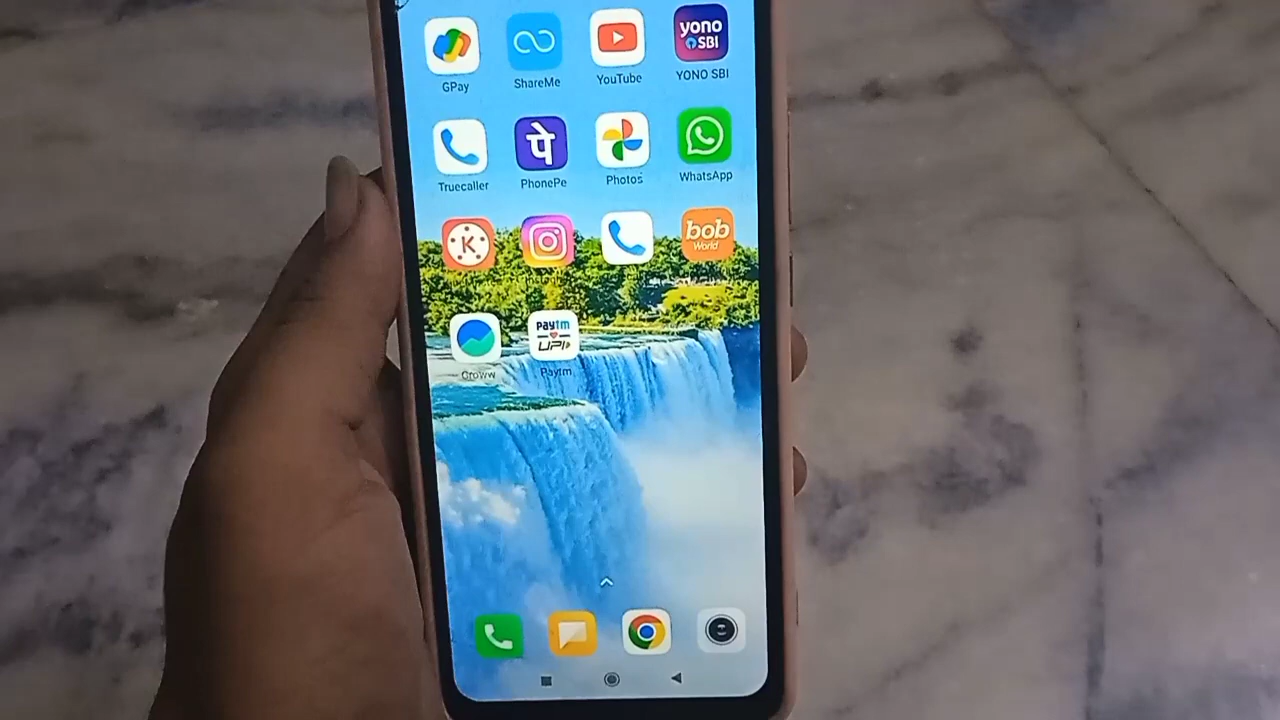 GPay
ShareMe
YouTube
yono
SBI
YONO SBI
Truecaller
पे
PhonePe
Photos
WhatsApp
K
bob
World
Groww
Paytm
UPI
Paytm